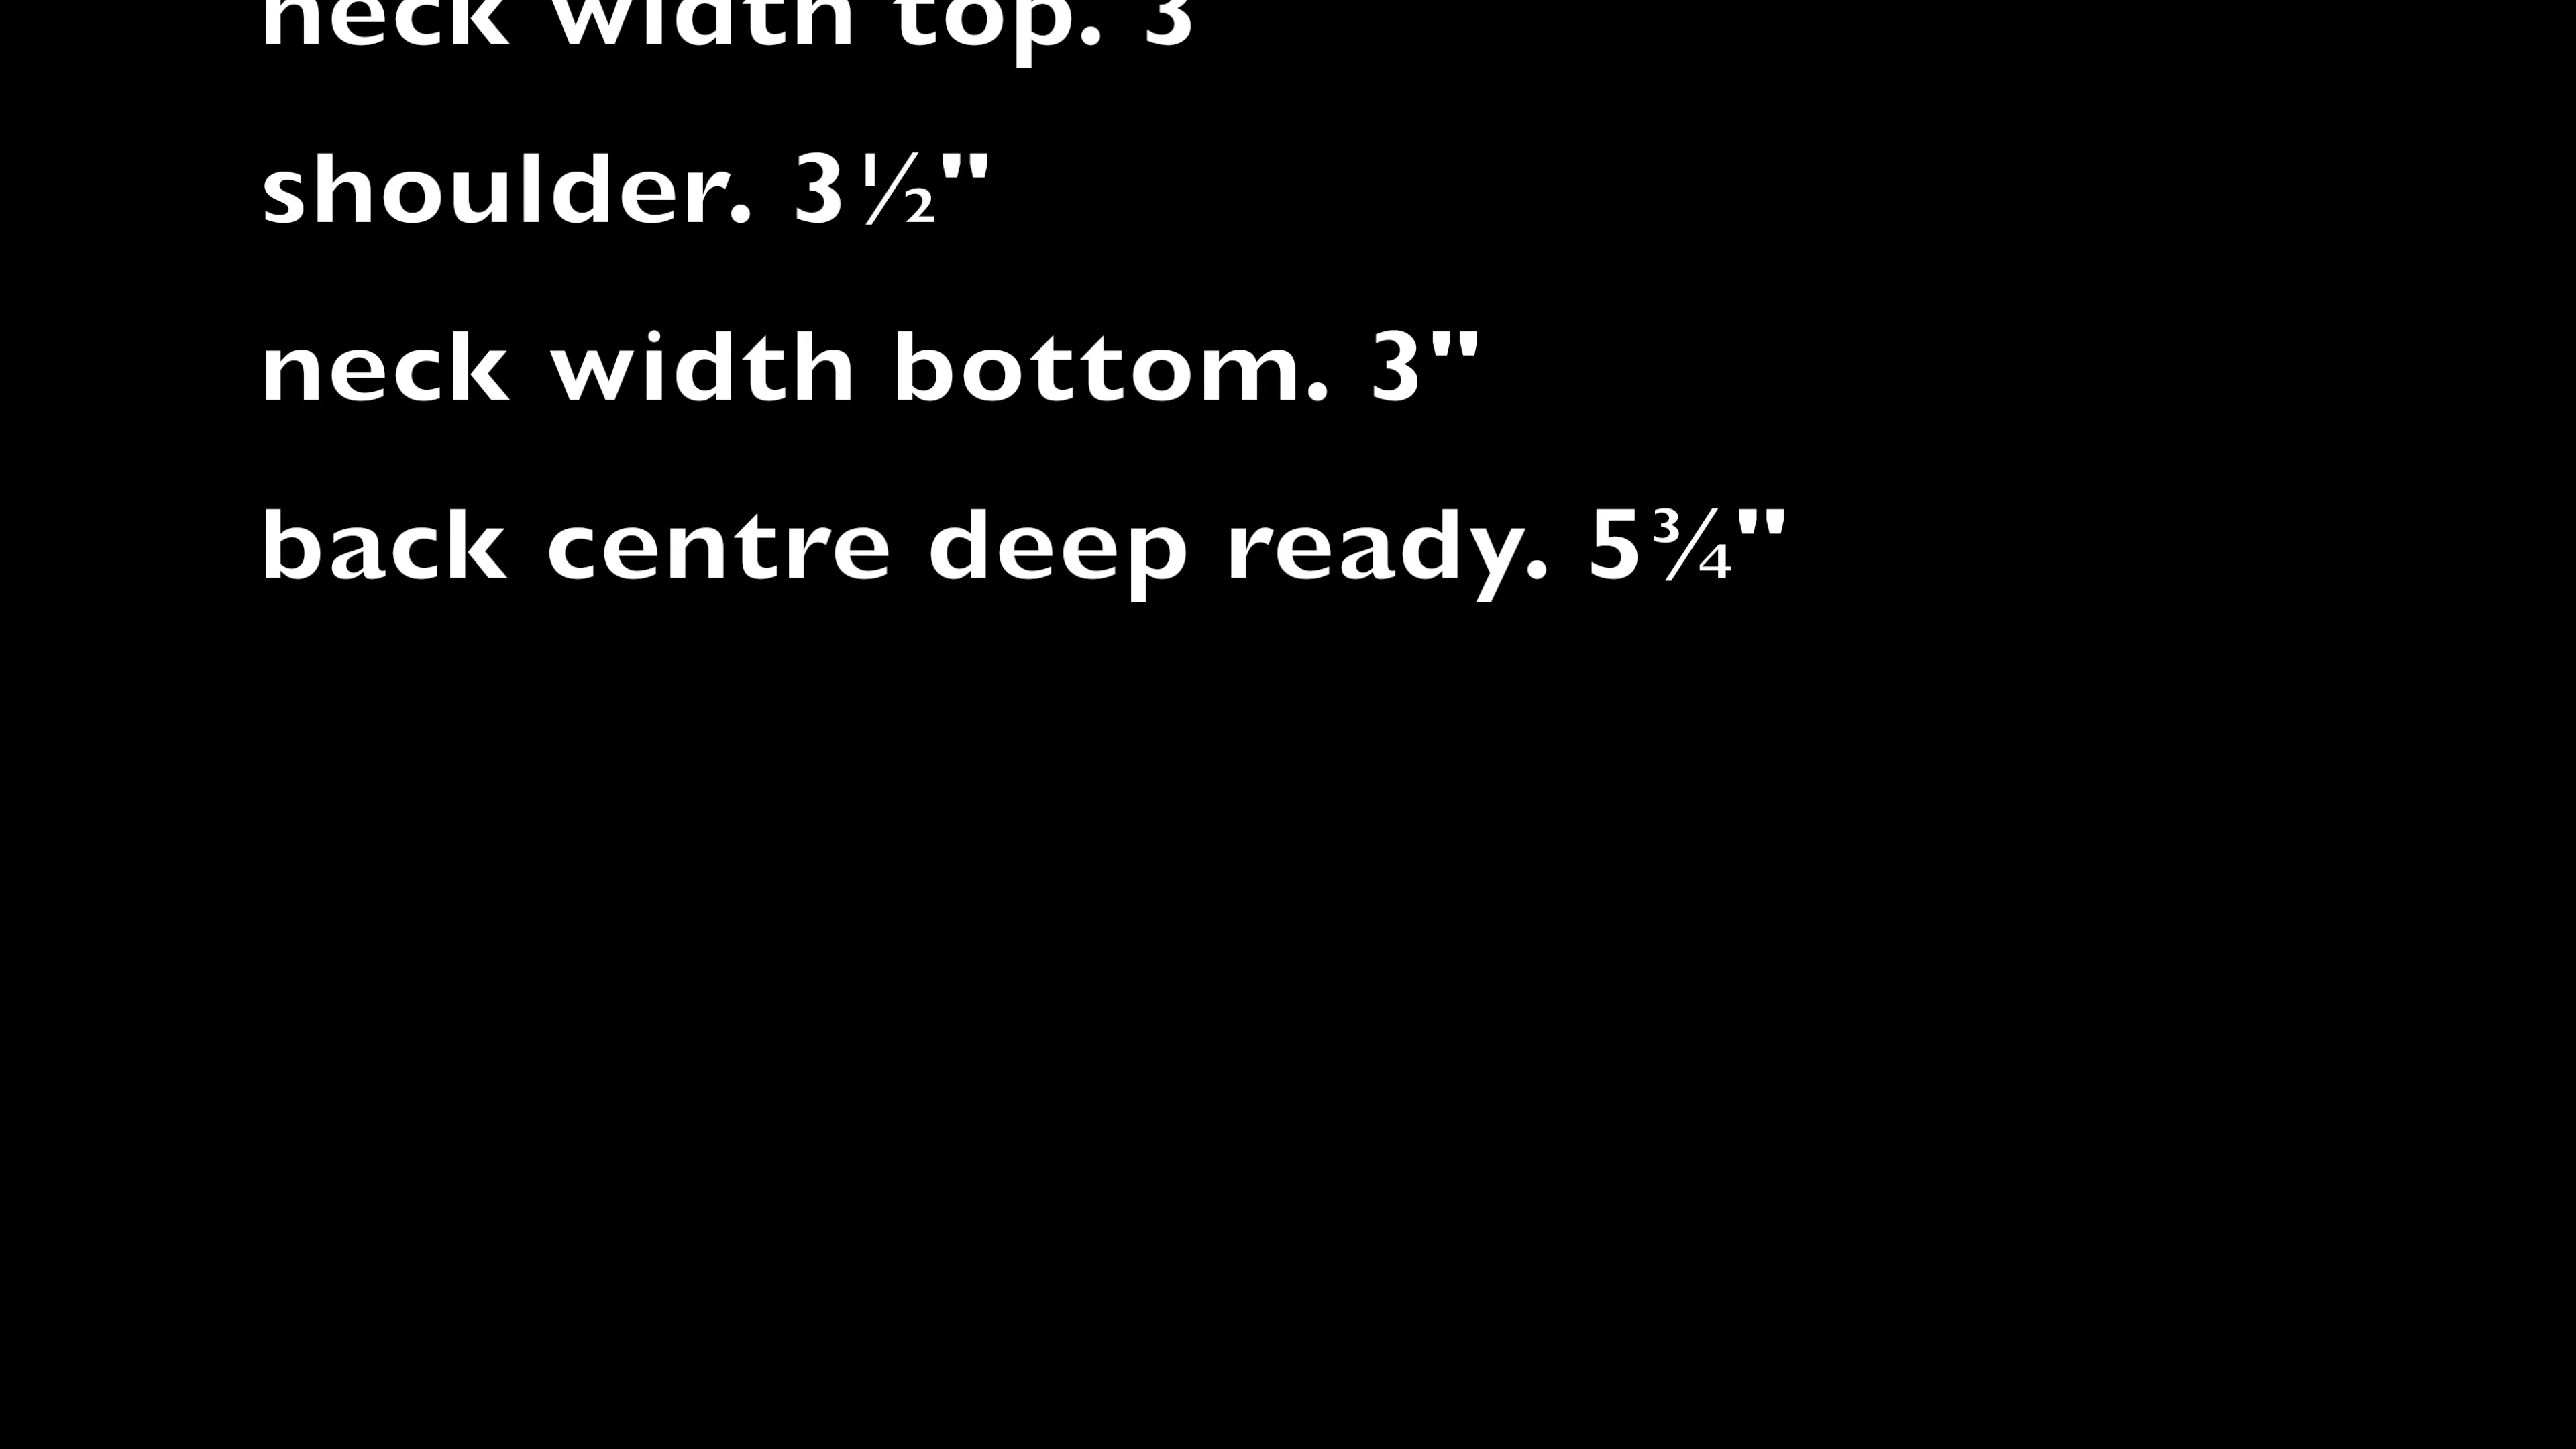 neck width top. 3
shoulder. 3½"
neck width bottom. 3"
back centre deep ready. 5¾"